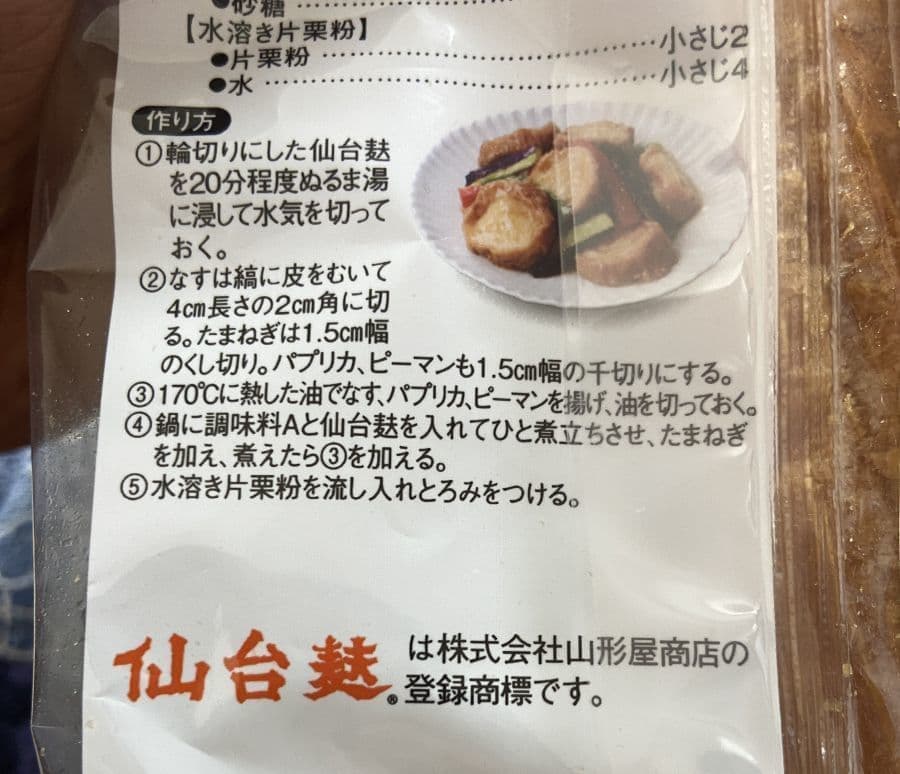 ●砂糖
【水溶き片栗粉】
●片栗粉 ……………………………… 小さじ2
●水 …………………………………… 小さじ4
作り方
①輪切りにした仙台麸
を20分程度ぬるま湯
に浸して水気を切って
おく。
②なすは縞に皮をむいて
4cm長さの2cm角に切
る。たまねぎは1.5cm幅
のくし切り。パプリカ、ピーマンも1.5cm幅の千切りにする。
③170℃に熱した油でなす、パプリカ、ピーマンを揚げ、油を切っておく。
④鍋に調味料Aと仙台麸を入れてひと煮立ちさせ、たまねぎ
を加え、煮えたら③を加える。
⑤水溶き片栗粉を流し入れとろみをつける。
仙台麸®は株式会社山形屋商店の
登録商標です。